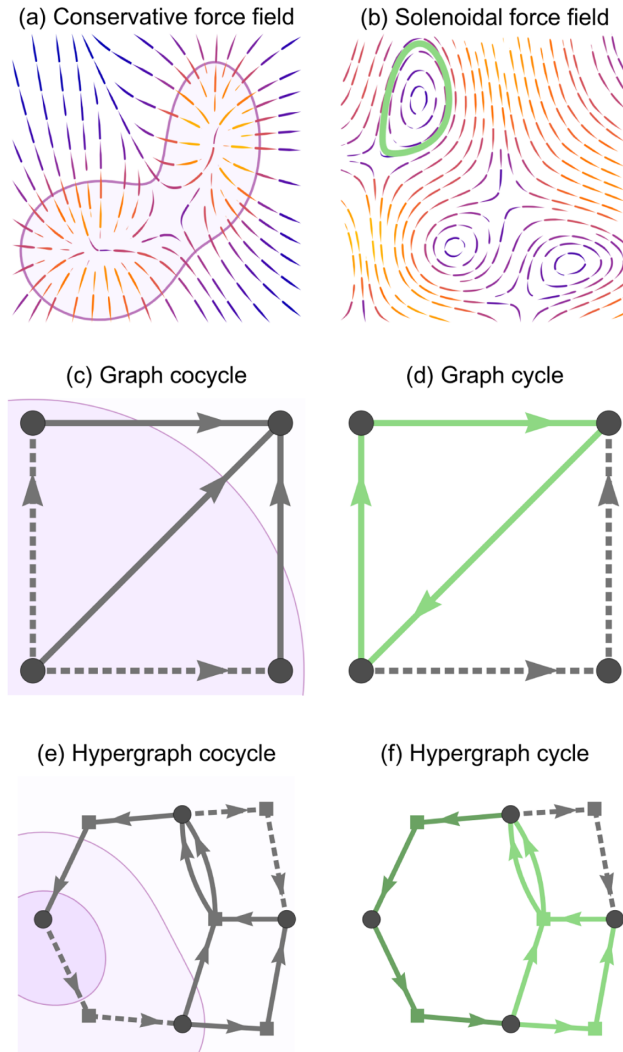 (a) Conservative force field
(b) Solenoidal force field
(c) Graph cocycle
(d) Graph cycle
(e) Hypergraph cocycle
(f) Hypergraph cycle